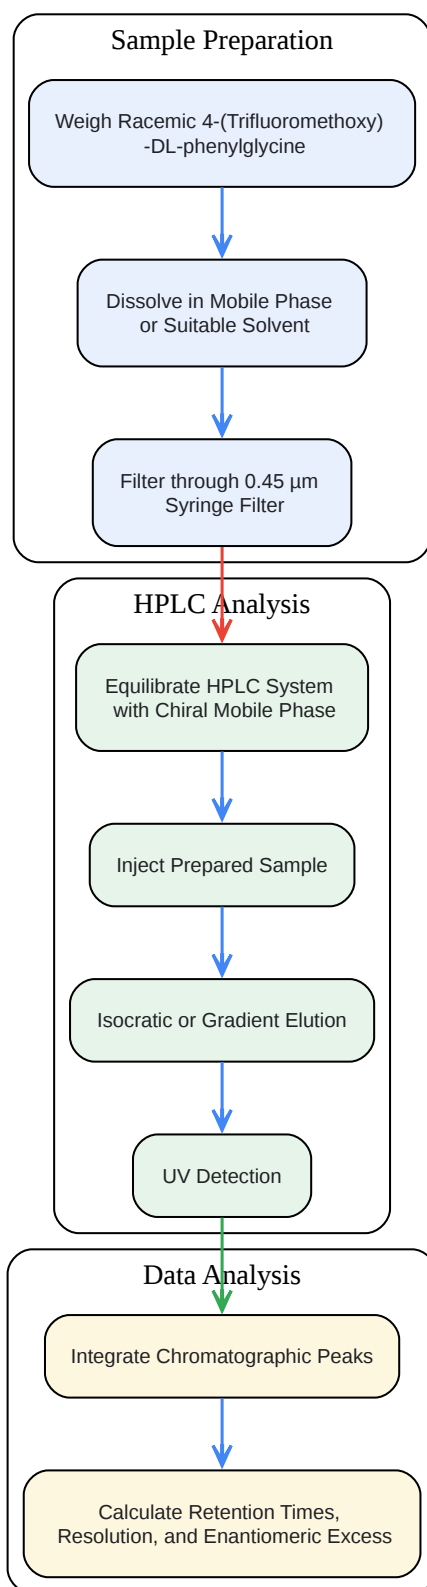 Sample Preparation
Weigh Racemic 4-(Trifluoromethoxy)
-DL-phenylglycine
Dissolve in Mobile Phase
or Suitable Solvent
Filter through 0.45 µm
Syringe Filter
HPLC Analysis
Equilibrate HPLC System
with Chiral Mobile Phase
Inject Prepared Sample
Isocratic or Gradient Elution
UV Detection
Data Analysis
Integrate Chromatographic Peaks
Calculate Retention Times,
Resolution, and Enantiomeric Excess